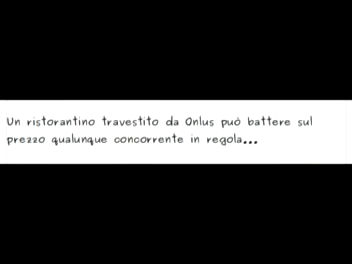 Un ristorantino travestito da Onlus può battere sul
prezzo qualunque concorrente in regola...